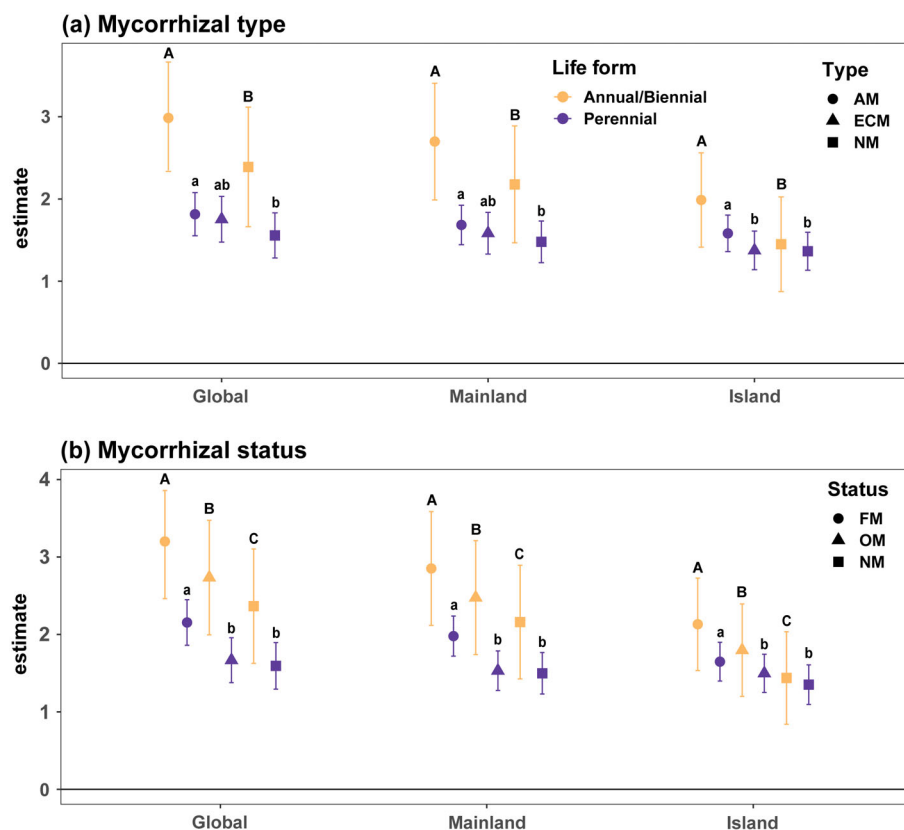 (a) Mycorrhizal type
Life form
Annual/Biennial
Perennial
Type
AM
ECM
NM
estimate
3
2
1
0
A
a
ab
B
b
A
a
ab
B
b
A
a
b
B
b
Global
Mainland
Island
(b) Mycorrhizal status
Status
FM
OM
NM
estimate
4
3
2
1
0
A
a
B
b
C
b
A
a
B
b
C
b
A
a
B
b
C
b
Global
Mainland
Island